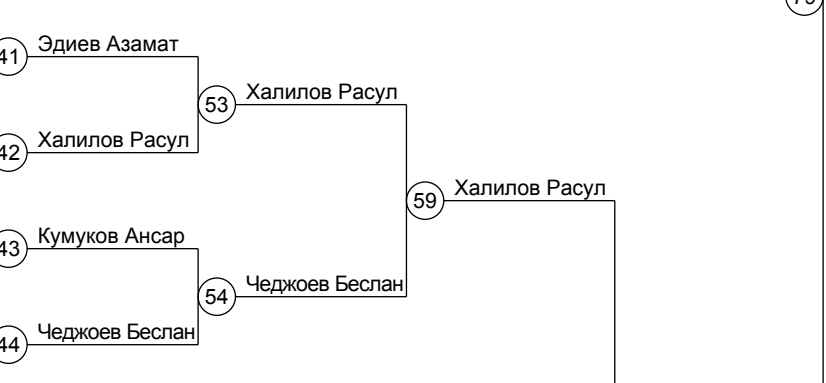 41 Эдиев Азамат
53 Халилов Расул
42 Халилов Расул
59 Халилов Расул
43 Кумуков Ансар
54 Чеджоев Беслан
44 Чеджоев Беслан